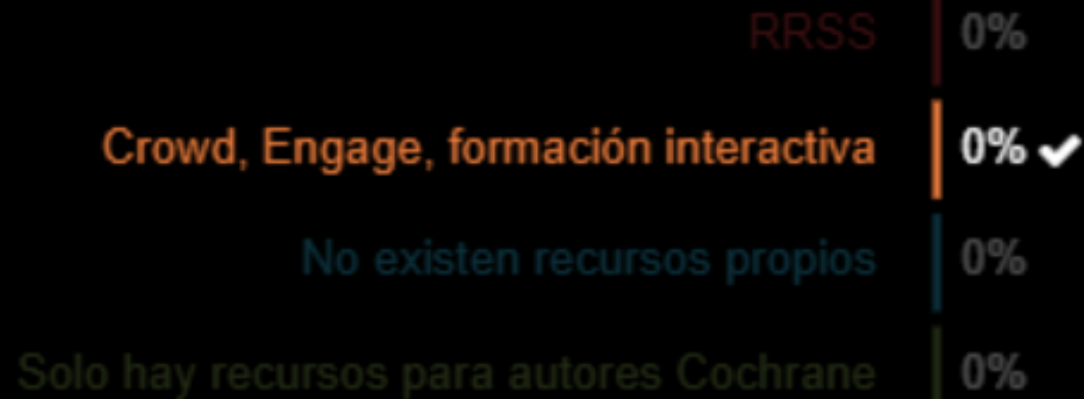 RRSS 0%
Crowd, Engage, formación interactiva 0%
No existen recursos propios 0%
Solo hay recursos para autores Cochrane 0%